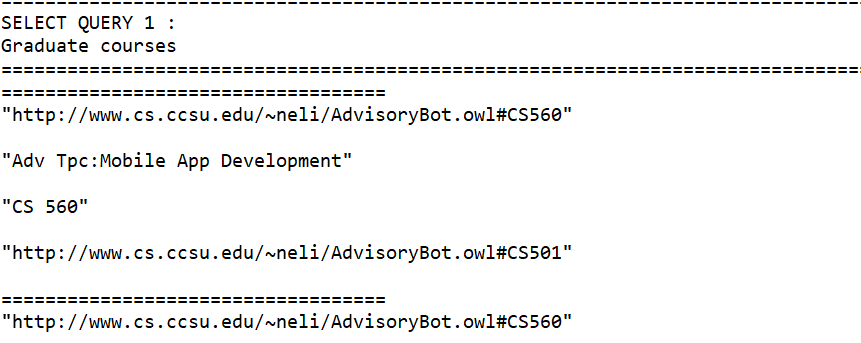 --------------------------------------------------------------------------------
SELECT QUERY 1 :
Graduate courses
================================================================================
===================================
"http://www.cs.ccsu.edu/~neli/AdvisoryBot.owl#CS560"
"Adv Tpc:Mobile App Development"
"CS 560"
"http://www.cs.ccsu.edu/~neli/AdvisoryBot.owl#CS501"
===================================
"http://www.cs.ccsu.edu/~neli/AdvisoryBot.owl#CS560"